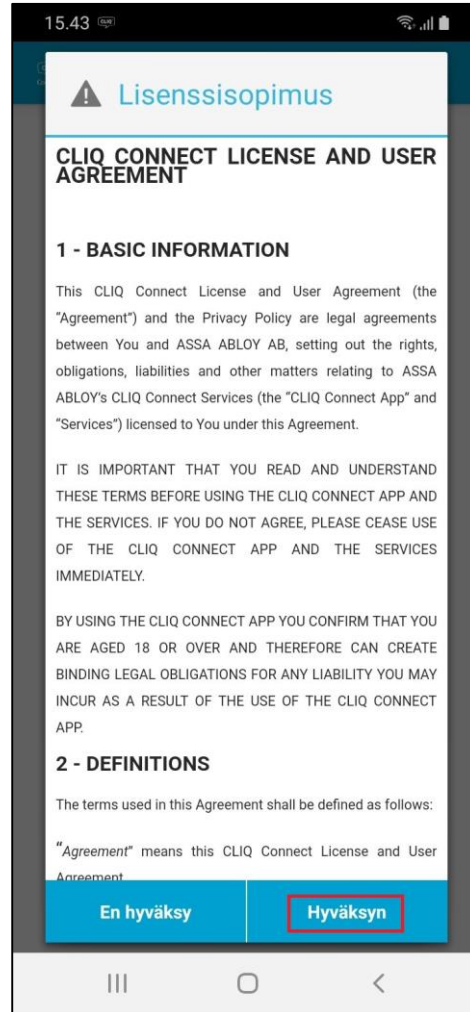 15.43
Lisenssisopimus
CLIQ CONNECT LICENSE AND USER
AGREEMENT
1 - BASIC INFORMATION
This CLIQ Connect License and User Agreement (the
"Agreement") and the Privacy Policy are legal agreements
between You and ASSA ABLOY AB, setting out the rights,
obligations, liabilities and other matters relating to ASSA
ABLOY's CLIQ Connect Services (the "CLIQ Connect App" and
"Services") licensed to You under this Agreement.
IT IS IMPORTANT THAT YOU READ AND UNDERSTAND
THESE TERMS BEFORE USING THE CLIQ CONNECT APP AND
THE SERVICES. IF YOU DO NOT AGREE, PLEASE CEASE USE
OF THE CLIQ CONNECT APP AND THE SERVICES
IMMEDIATELY.
BY USING THE CLIQ CONNECT APP YOU CONFIRM THAT YOU
ARE AGED 18 OR OVER AND THEREFORE CAN CREATE
BINDING LEGAL OBLIGATIONS FOR ANY LIABILITY YOU MAY
INCUR AS A RESULT OF THE USE OF THE CLIQ CONNECT
APP.
2 - DEFINITIONS
The terms used in this Agreement shall be defined as follows:
"Agreement" means this CLIQ Connect License and User
Agreement
En hyväksy
Hyväksyn